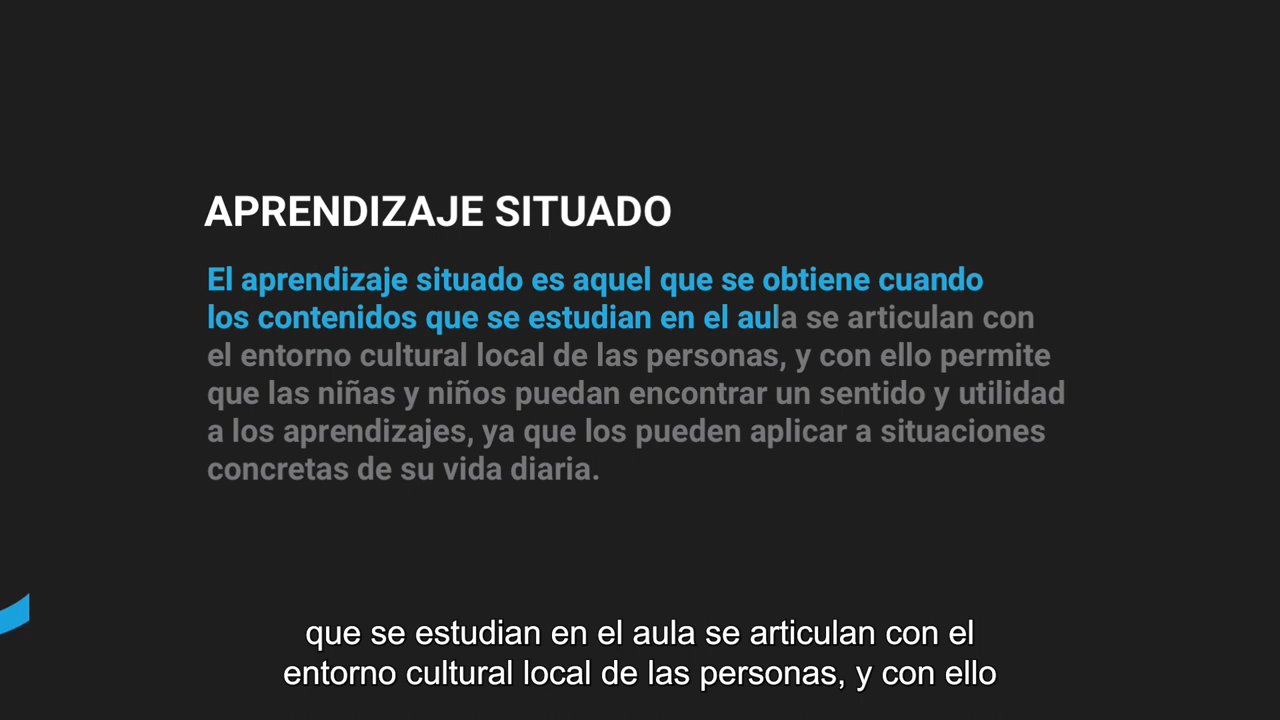 APRENDIZAJE SITUADO
El aprendizaje situado es aquel que se obtiene cuando
los contenidos que se estudian en el aula se articulan con
el entorno cultural local de las personas, y con ello permite
que las niñas y niños puedan encontrar un sentido y utilidad
a los aprendizajes, ya que los pueden aplicar a situaciones
concretas de su vida diaria.
que se estudian en el aula se articulan con el
entorno cultural local de las personas, y con ello